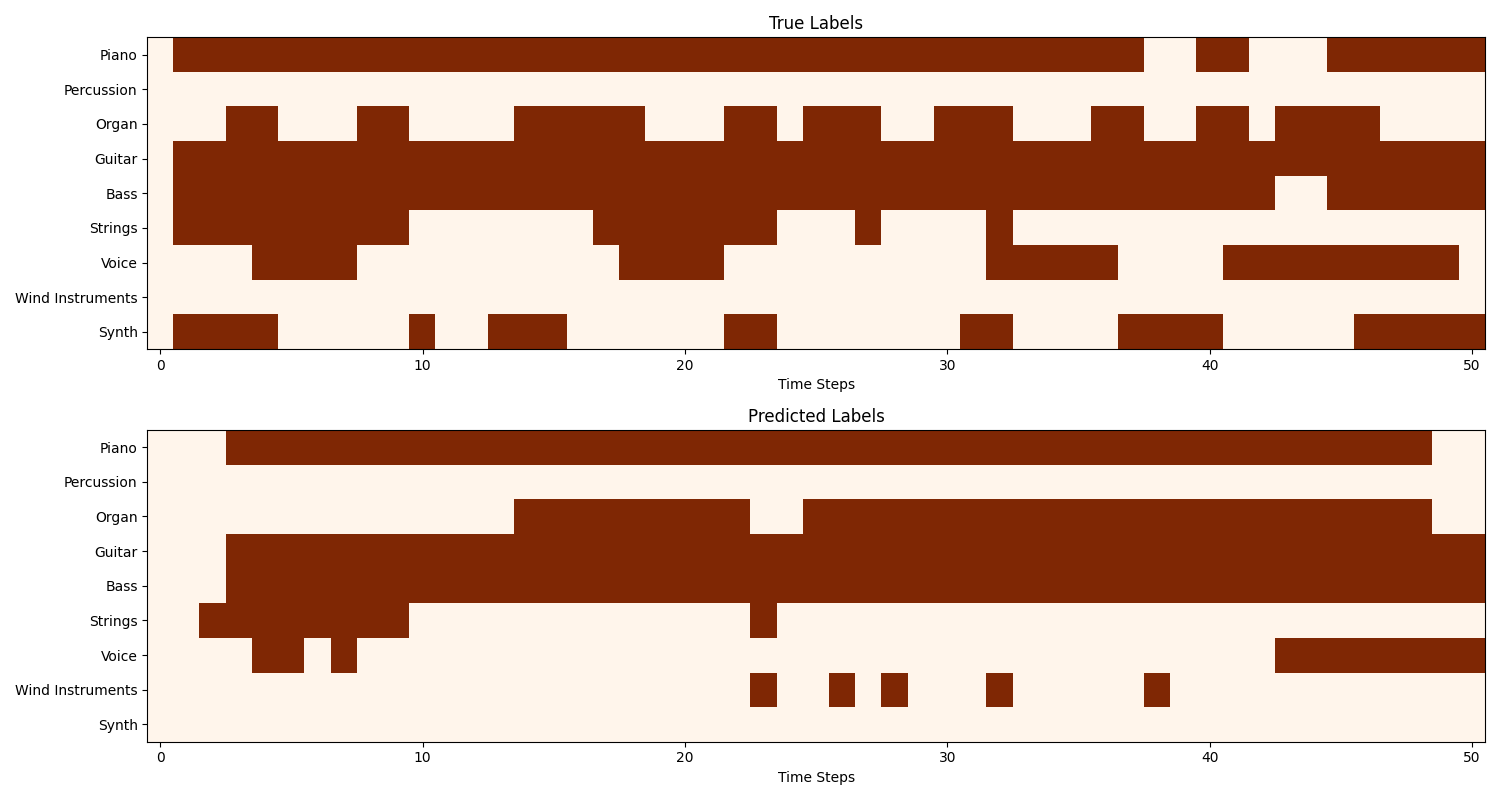 True Labels
Piano
Percussion
Organ
Guitar
Bass
Strings
Voice
Wind Instruments
Synth
0 10 20 30 40 50
Time Steps
Predicted Labels
Piano
Percussion
Organ
Guitar
Bass
Strings
Voice
Wind Instruments
Synth
0 10 20 30 40 50
Time Steps